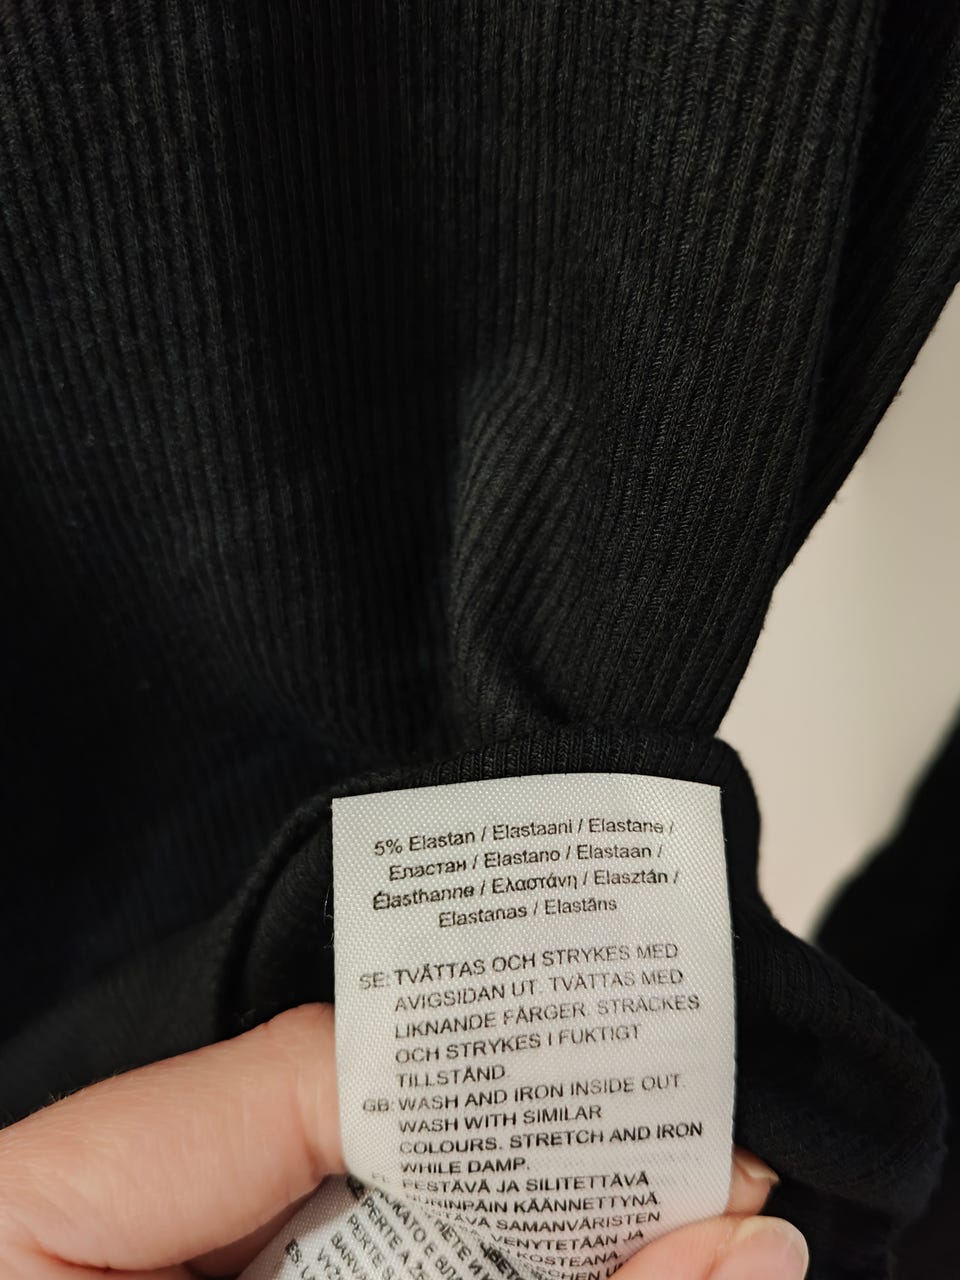 5% Elastan / Elastaani / Elastane /
Еластан / Elastano / Elastaan /
Élasthanne / Ελαστάνη / Elasztán /
Elastanas / Elastāns
SE: TVÄTTAS OCH STRYKES MED
AVIGSIDAN UT. TVÄTTAS MED
LIKNANDE FÄRGER. STRÄCKES
OCH STRYKES I FUKTIGT
TILLSTÅND.
GB: WASH AND IRON INSIDE OUT.
WASH WITH SIMILAR
COLOURS. STRETCH AND IRON
WHILE DAMP.
JA SILITETTÄVÄ
KÄÄNNETTYNÄ.
SAMANVÄRISTEN
VENYTETÄÄN JA
KOSTEANA.